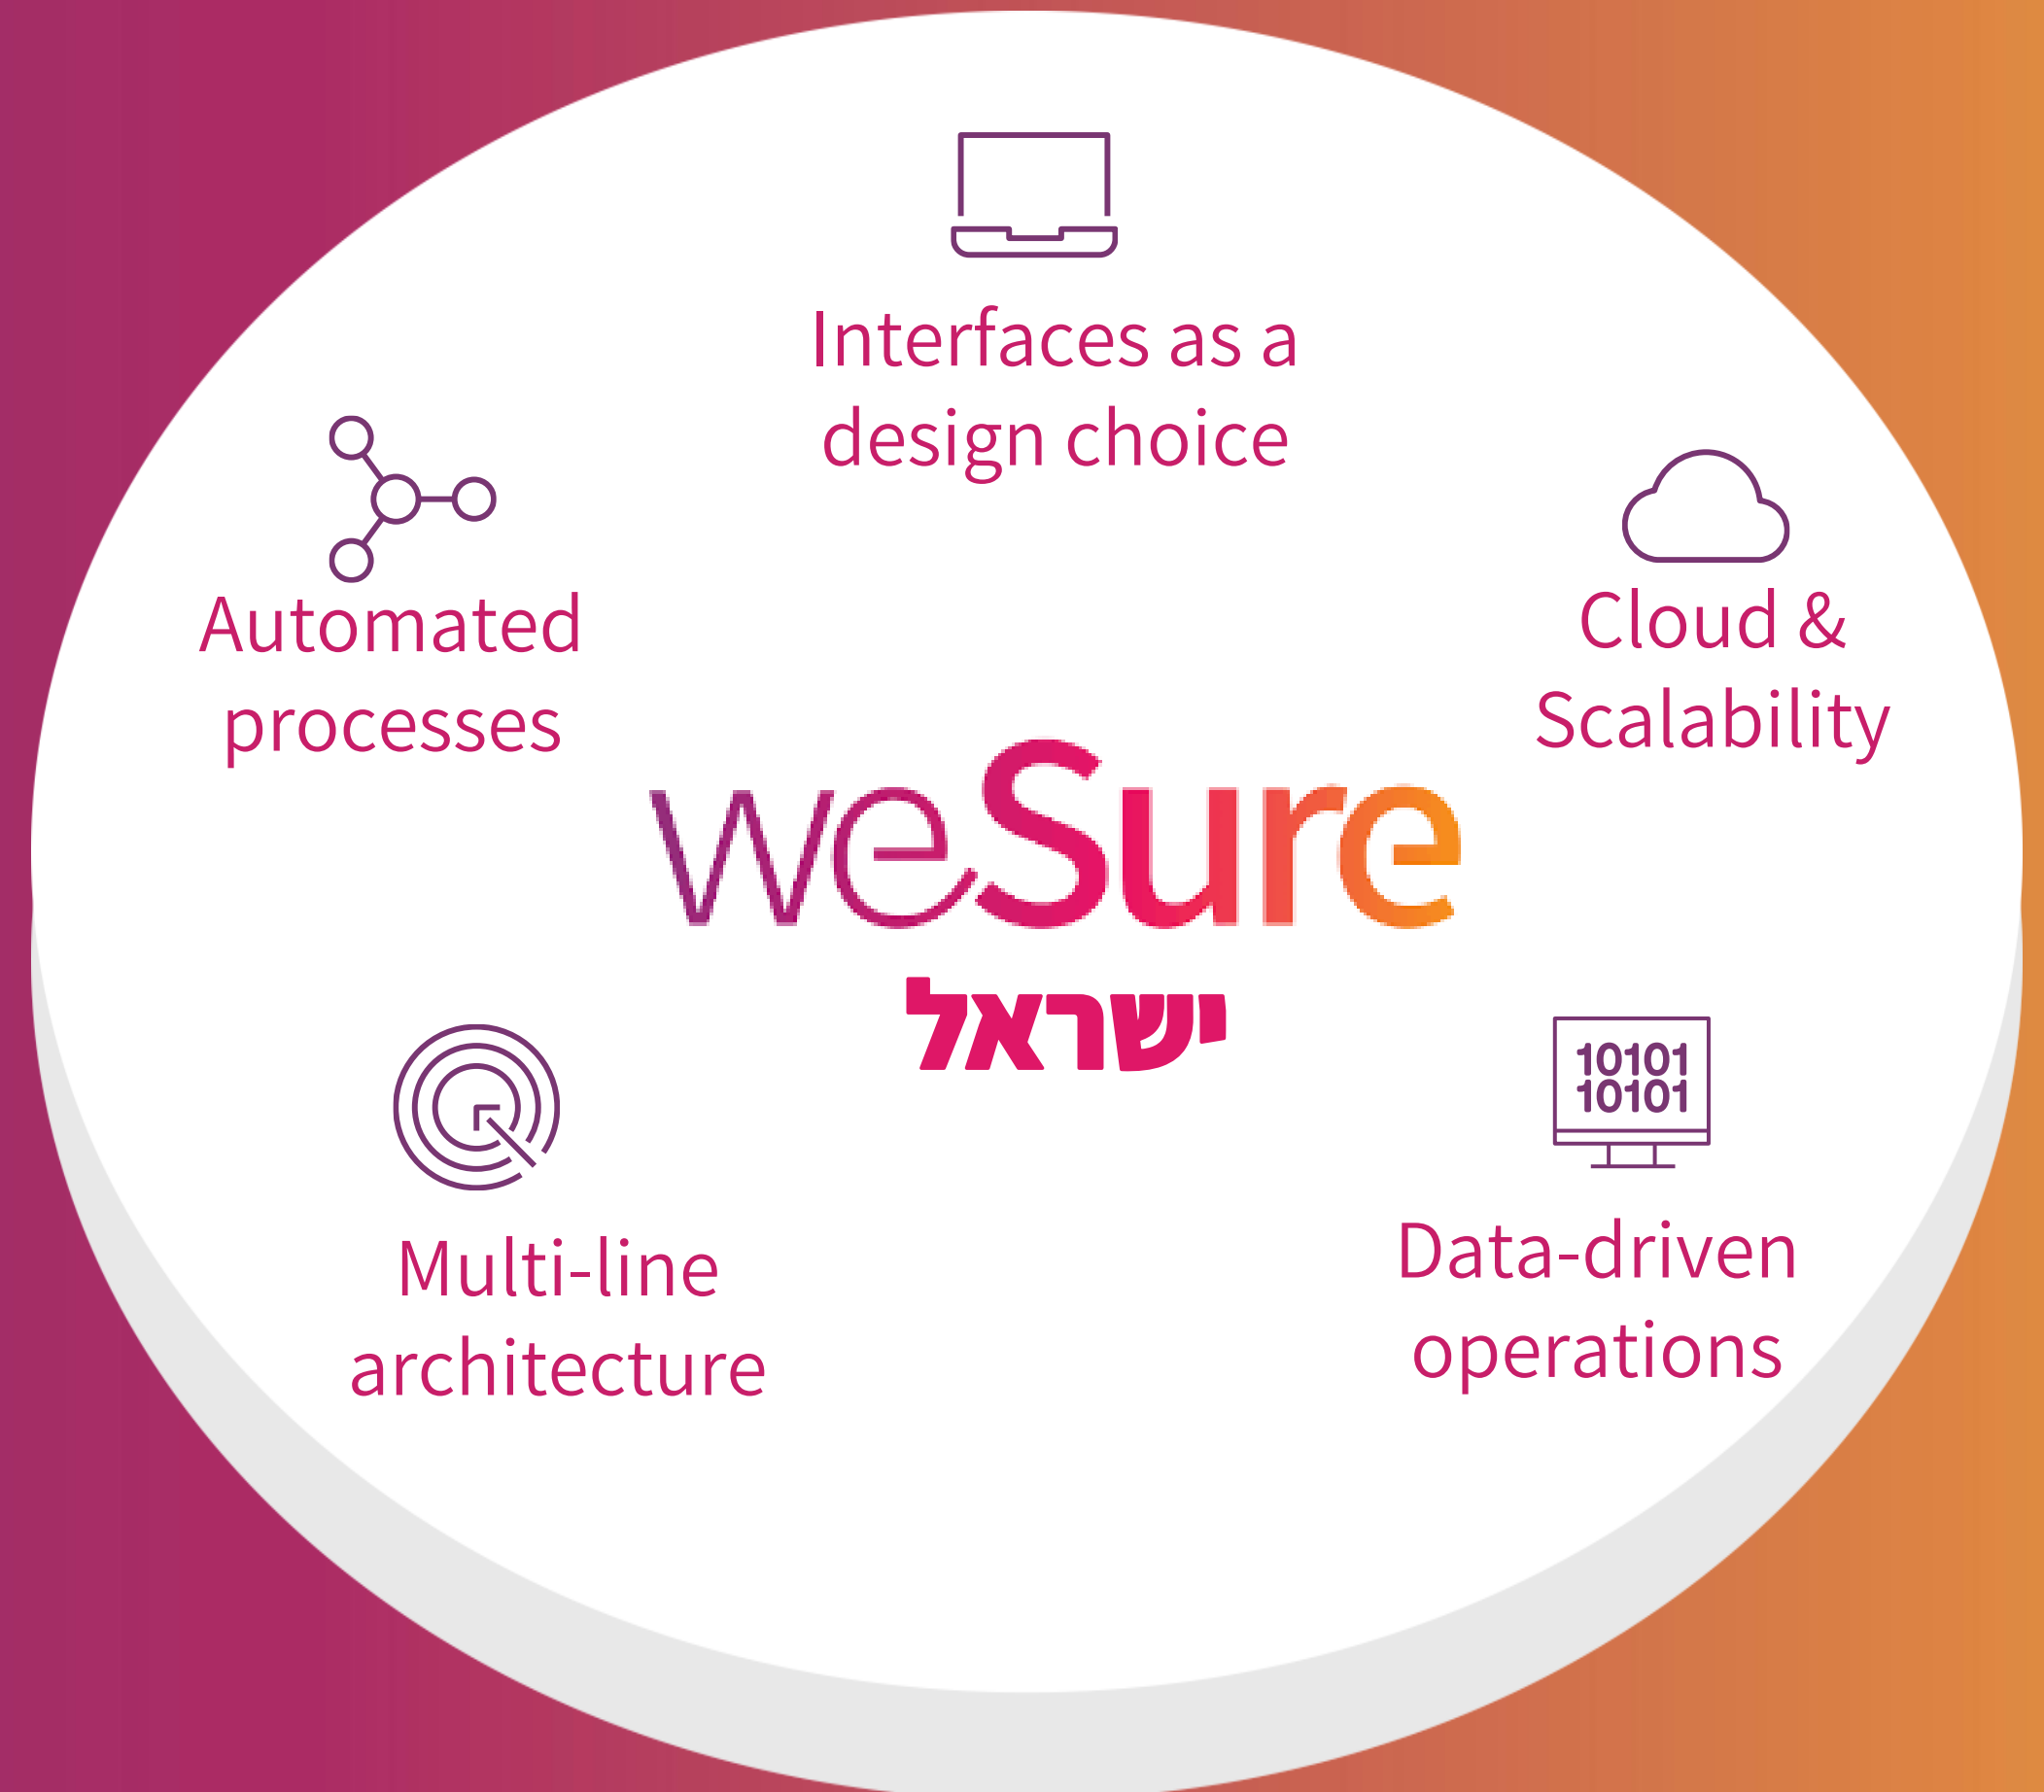 Interfaces as a
design choice
Automated
processes
Cloud &
Scalability
weSure
ישראל
10101
10101
Multi-line
architecture
Data-driven
operations